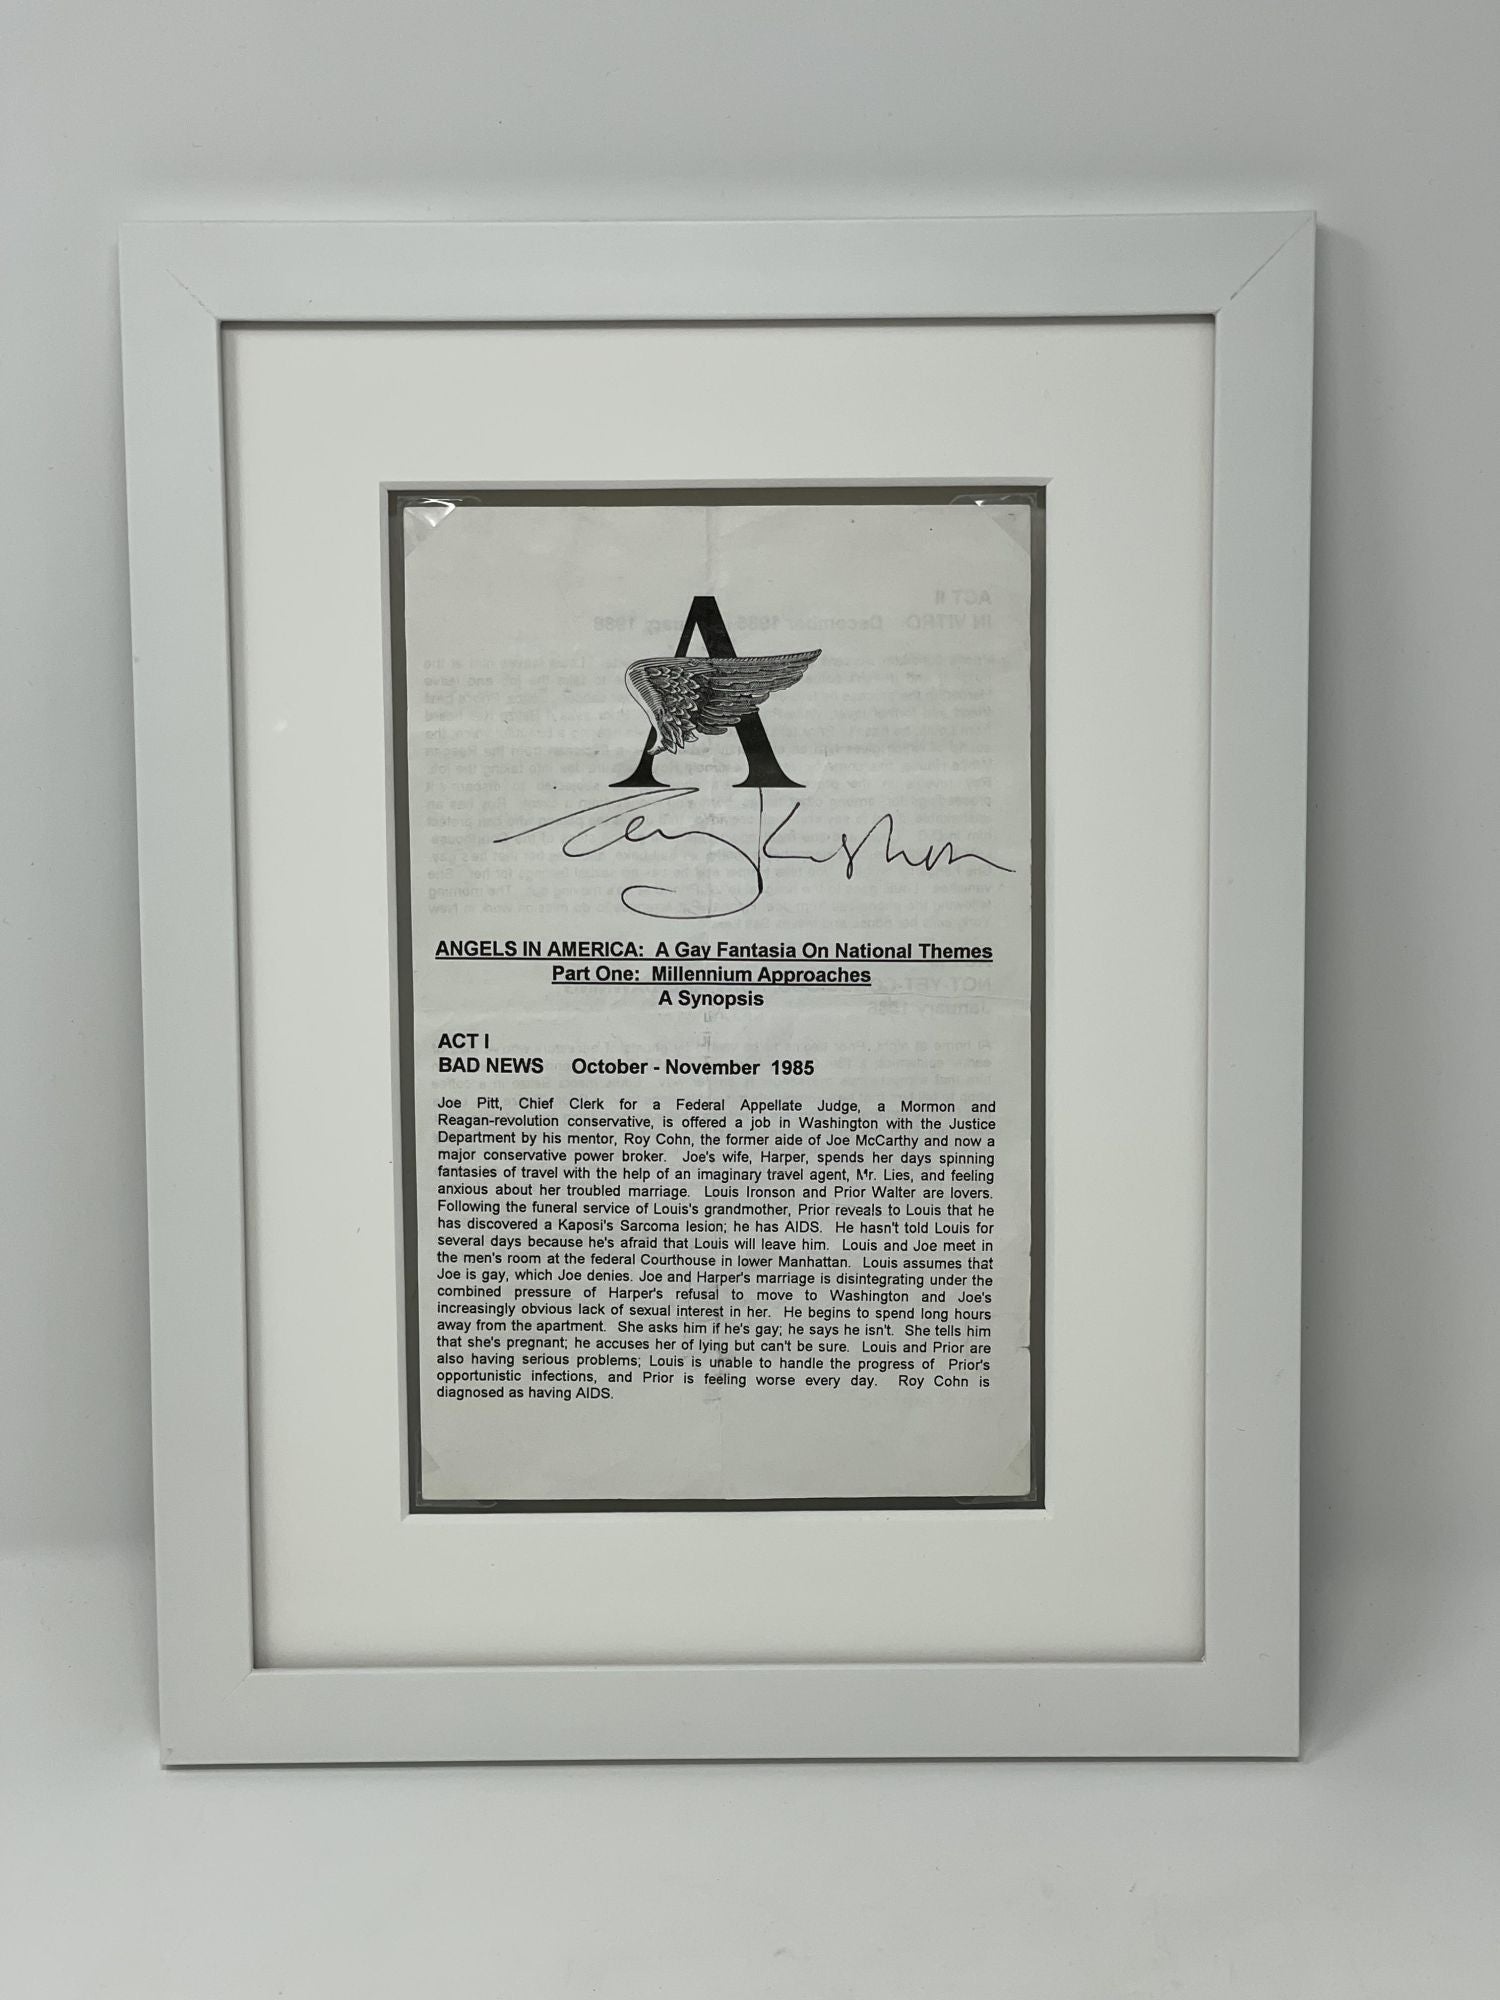 A
Tony Kushner
ANGELS IN AMERICA: A Gay Fantasia On National Themes
Part One: Millennium Approaches
A Synopsis
ACT I
BAD NEWS October - November 1985
Joe Pitt, Chief Clerk for a Federal Appellate Judge, a Mormon and
Reagan-revolution conservative, is offered a job in Washington with the Justice
Department by his mentor, Roy Cohn, the former aide of Joe McCarthy and now a
major conservative power broker. Joe's wife, Harper, spends her days spinning
fantasies of travel with the help of an imaginary travel agent, Mr. Lies, and feeling
anxious about her troubled marriage. Louis Ironson and Prior Walter are lovers.
Following the funeral service of Louis's grandmother, Prior reveals to Louis that he
has discovered a Kaposi's Sarcoma lesion; he has AIDS. He hasn't told Louis for
several days because he's afraid that Louis will leave him. Louis and Joe meet in
the men's room at the federal Courthouse in lower Manhattan. Louis assumes that
Joe is gay, which Joe denies. Joe and Harper's marriage is disintegrating under the
combined pressure of Harper's refusal to move to Washington and Joe's
increasingly obvious lack of sexual interest in her. He begins to spend long hours
away from the apartment. She asks him if he's gay; he says he isn't. She tells him
that she's pregnant; he accuses her of lying but can't be sure. Louis and Prior are
also having serious problems; Louis is unable to handle the progress of Prior's
opportunistic infections, and Prior is feeling worse every day. Roy Cohn is
diagnosed as having AIDS.